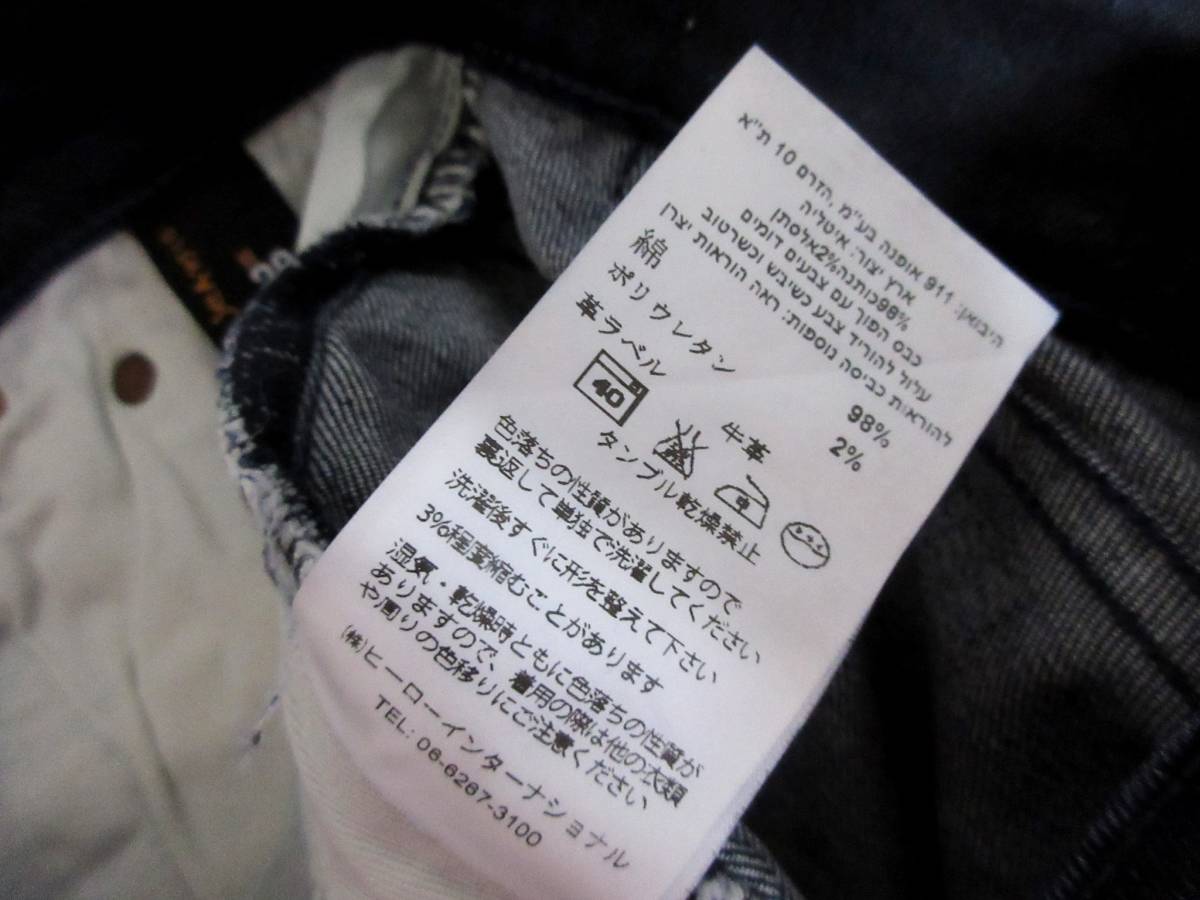 היבואן: 911 אופנה בע"מ, הזרם 10 ת"א
ארץ יצור: איטליה
98%כותנה2%אלסטן
כבס הפוך עם צבעים דומים
עלול להוריד צבע כשיבש וכשרטוב
להוראות כביסה נוספות: ראה הוראות יצרן
綿 98%
ポリウレタン 2%
革ラベル 牛革
40
タンブル乾燥禁止
色落ちの性質がありますので
裏返して単独で洗濯してください
洗濯後すぐに形を整えて下さい
3%程度縮むことがあります
湿気・乾燥時ともに色落ちの性質が
ありますので、着用の際は他の衣類
や周りの色移りにご注意ください
(株)ヒーローインターナショナル
TEL: 06-6267-3100